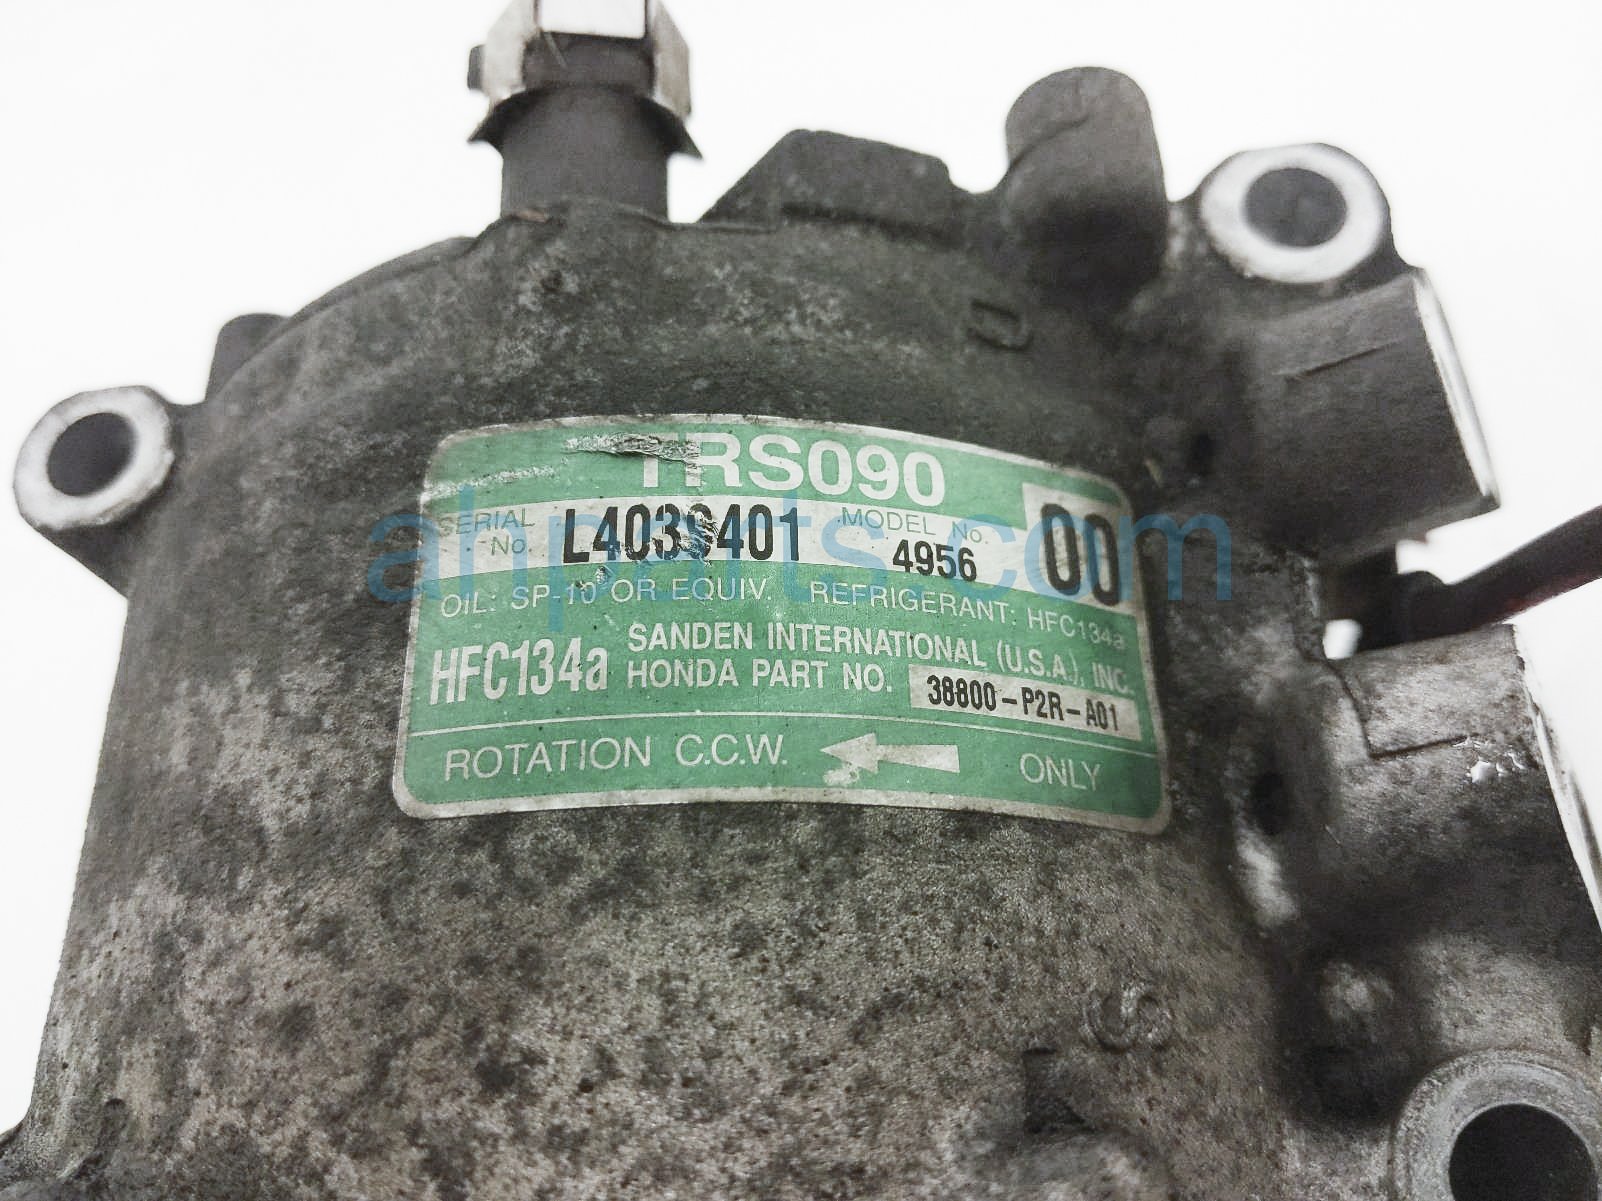 TRS090
SERIAL No. L4039401 MODEL No. 4956 00
OIL: SP-10 OR EQUIV. REFRIGERANT: HFC134a
HFC134a SANDEN INTERNATIONAL (U.S.A.), INC.
HONDA PART NO. 38800-P2R-A01
ROTATION C.C.W. ONLY
ahparts.com